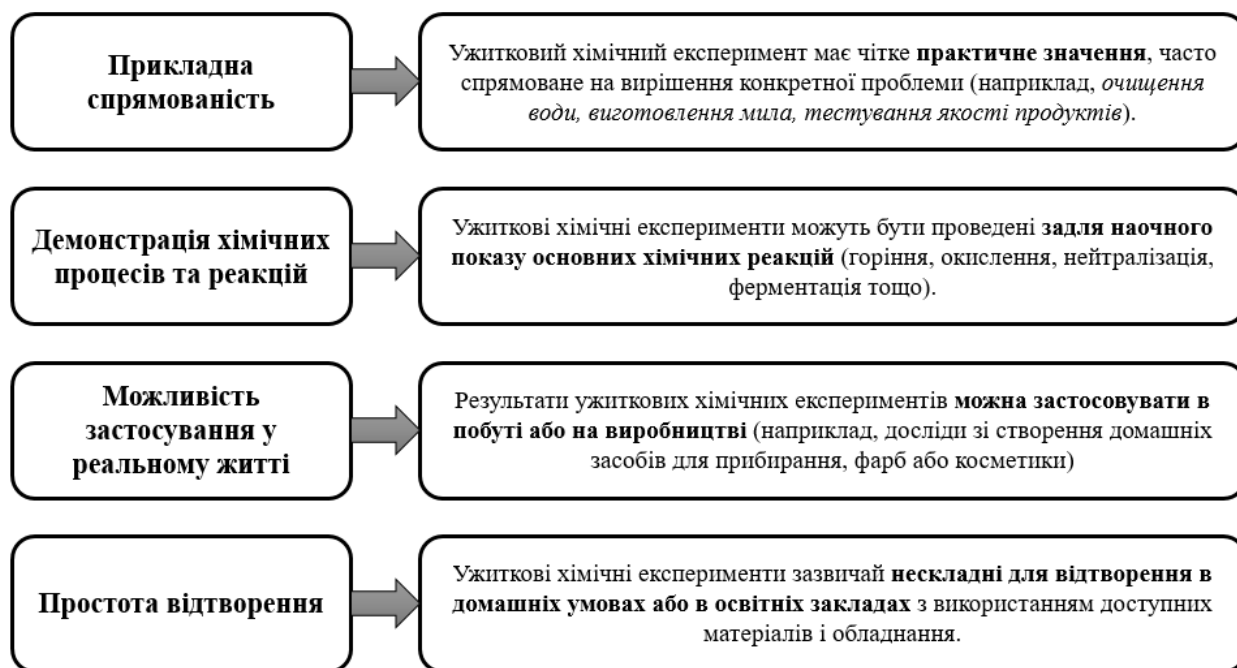 Прикладна
спрямованість
Ужитковий хімічний експеримент має чітке практичне значення, часто
спрямоване на вирішення конкретної проблеми (наприклад, очищення
води, виготовлення мила, тестування якості продуктів).
Демонстрація хімічних
процесів та реакцій
Ужиткові хімічні експерименти можуть бути проведені задля наочного
показу основних хімічних реакцій (горіння, окислення, нейтралізація,
ферментація тощо).
Можливість
застосування у
реальному житті
Результати ужиткових хімічних експериментів можна застосовувати в
побуті або на виробництві (наприклад, досліди зі створення домашніх
засобів для прибирання, фарб або косметики)
Простота відтворення
Ужиткові хімічні експерименти зазвичай нескладні для відтворення в
домашніх умовах або в освітніх закладах з використанням доступних
матеріалів і обладнання.